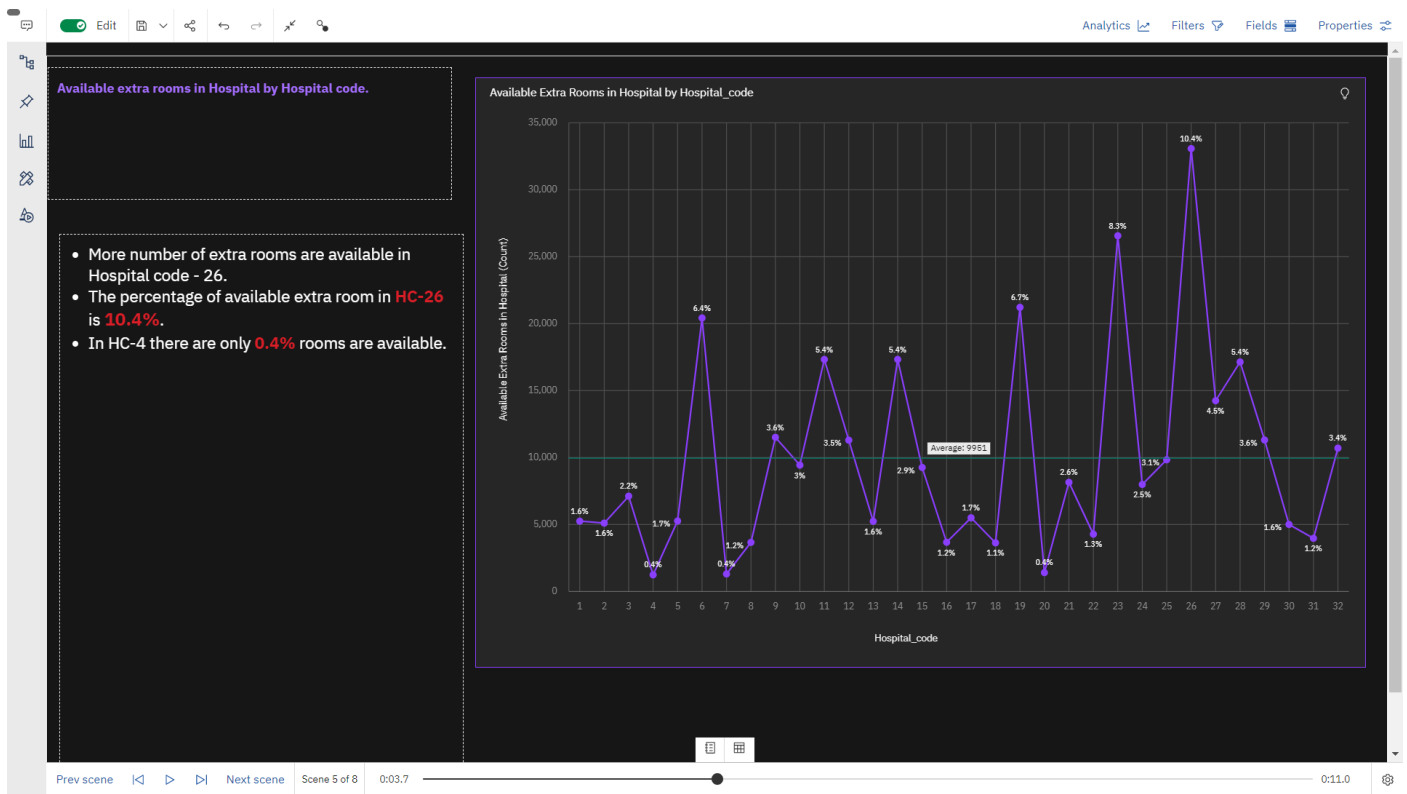 Edit
Analytics
Filters
Fields
Properties
Available extra rooms in Hospital by Hospital code.
• More number of extra rooms are available in
Hospital code - 26.
• The percentage of available extra room in HC-26
is 10.4%.
• In HC-4 there are only 0.4% rooms are available.
Available Extra Rooms in Hospital by Hospital_code
Available Extra Rooms in Hospital (Count)
35,000
30,000
25,000
20,000
15,000
10,000
5,000
0
1.6%
1.6%
2.2%
0.4%
1.7%
6.4%
0.4%
1.2%
3.6%
3%
5.4%
3.5%
1.6%
5.4%
2.9%
1.2%
1.7%
1.1%
6.7%
0.4%
2.6%
1.3%
8.3%
2.5%
3.1%
10.4%
4.5%
5.4%
3.6%
1.6%
1.2%
3.4%
Average: 9951
1 2 3 4 5 6 7 8 9 10 11 12 13 14 15 16 17 18 19 20 21 22 23 24 25 26 27 28 29 30 31 32
Hospital_code
Prev scene
Next scene
Scene 5 of 8
0:03.7
0:11.0